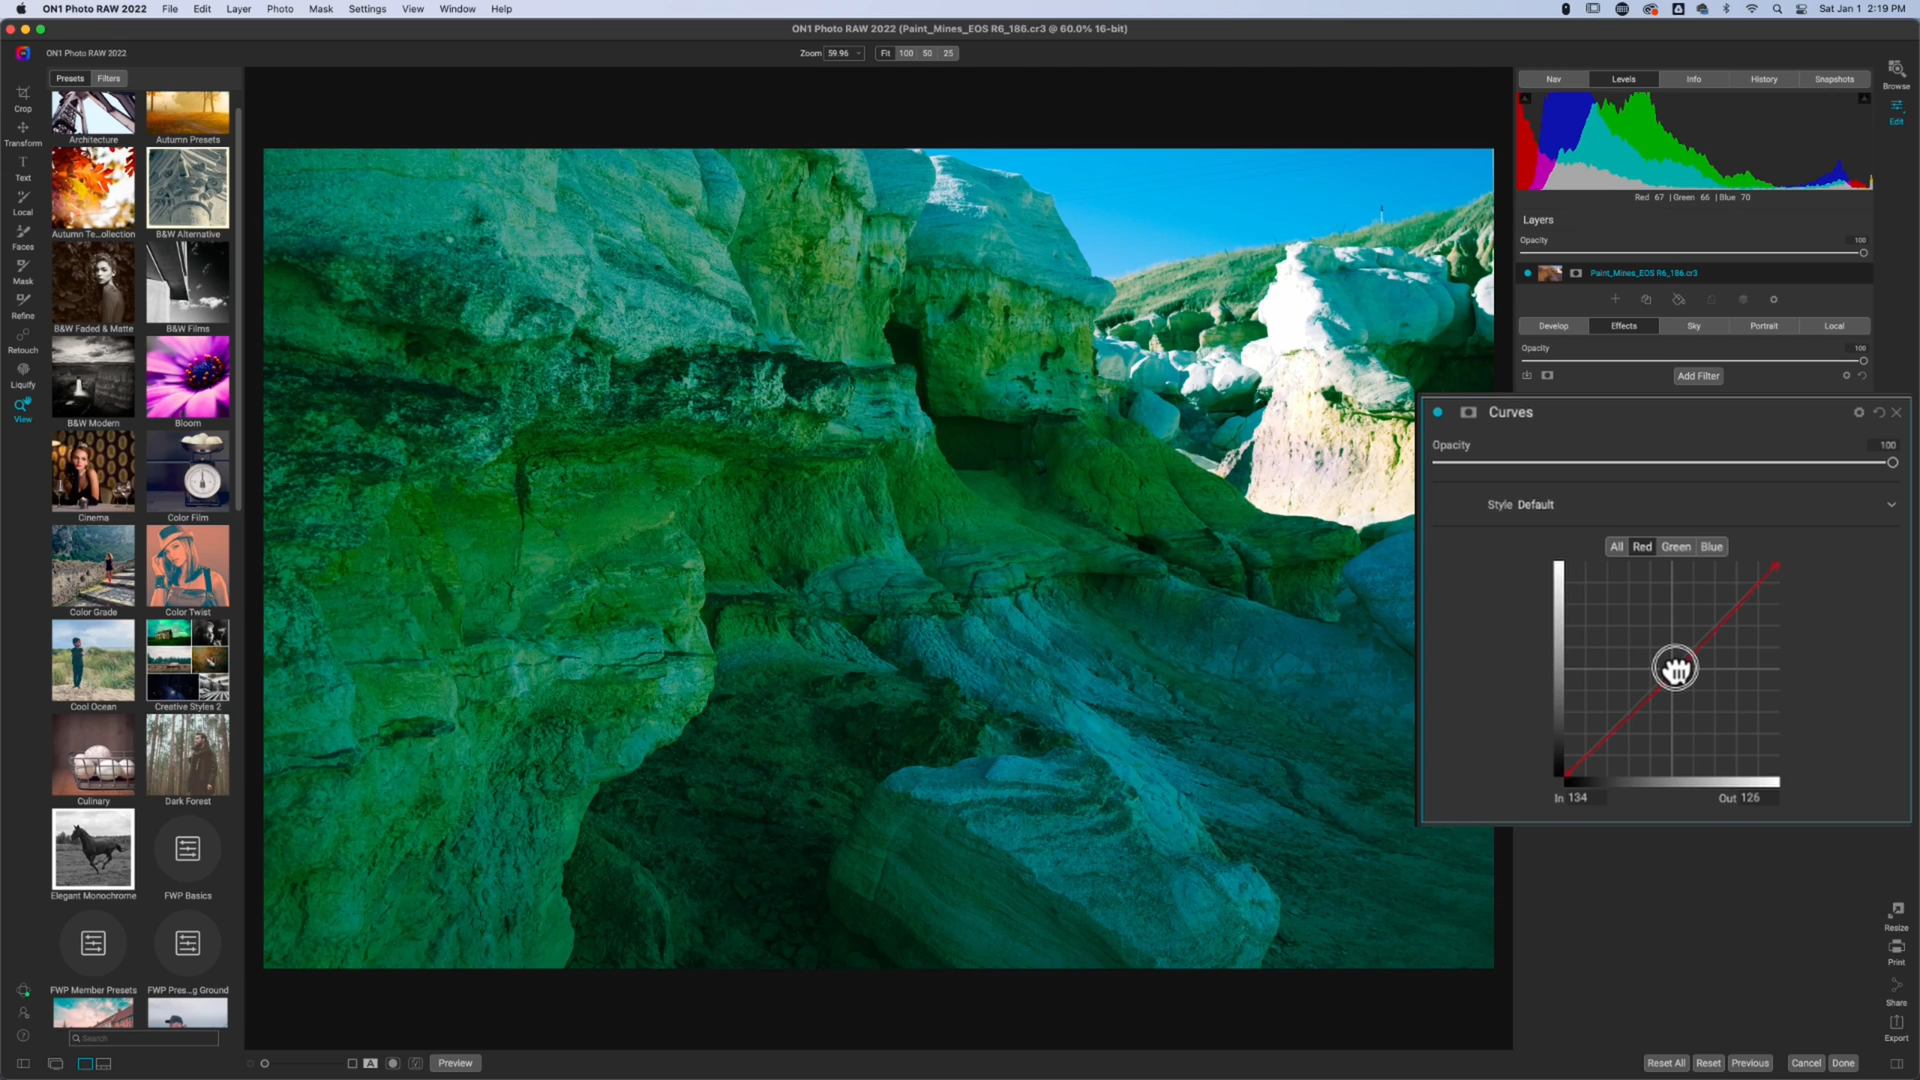 ON1 Photo RAW 2022 File Edit Layer Photo Mask Settings View Window Help Sat Jan 1 2:19 PM
ON1 Photo RAW 2022 (Paint_Mines_EOS R6_186.cr3 @ 60.0% 16-bit)
ON1 Photo RAW 2022
Zoom 59.96 Fit 100 50 25
Presets Filters
Nav Levels Info History Snapshots
Browse
Edit
Crop
Transform
Text
Local
Faces
Mask
Refine
Retouch
Liquify
View
Architecture Autumn Presets
Autumn Te...ollection B&W Alternative
B&W Faded & Matte B&W Films
B&W Modern Bloom
Cinema Color Film
Color Grade Color Twist
Cool Ocean Creative Styles 2
Culinary Dark Forest
Elegant Monochrome FWP Basics
FWP Member Presets FWP Pres...g Ground
Search
Red 67 | Green 66 | Blue 70
Layers
Opacity 100
Paint_Mines_EOS R6_186.cr3
Develop Effects Sky Portrait Local
Opacity 100
Add Filter
Curves
Opacity 100
Style Default
All Red Green Blue
In 134 Out 126
Resize
Print
Share
Export
A Preview
Reset All Reset Previous Cancel Done